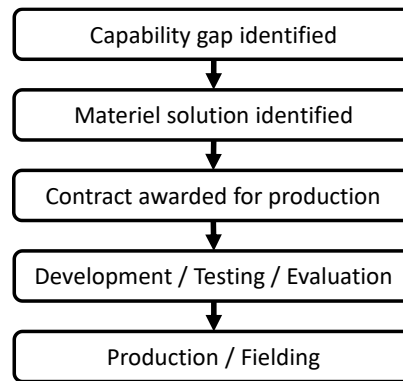 Capability gap identified
Materiel solution identified
Contract awarded for production
Development / Testing / Evaluation
Production / Fielding